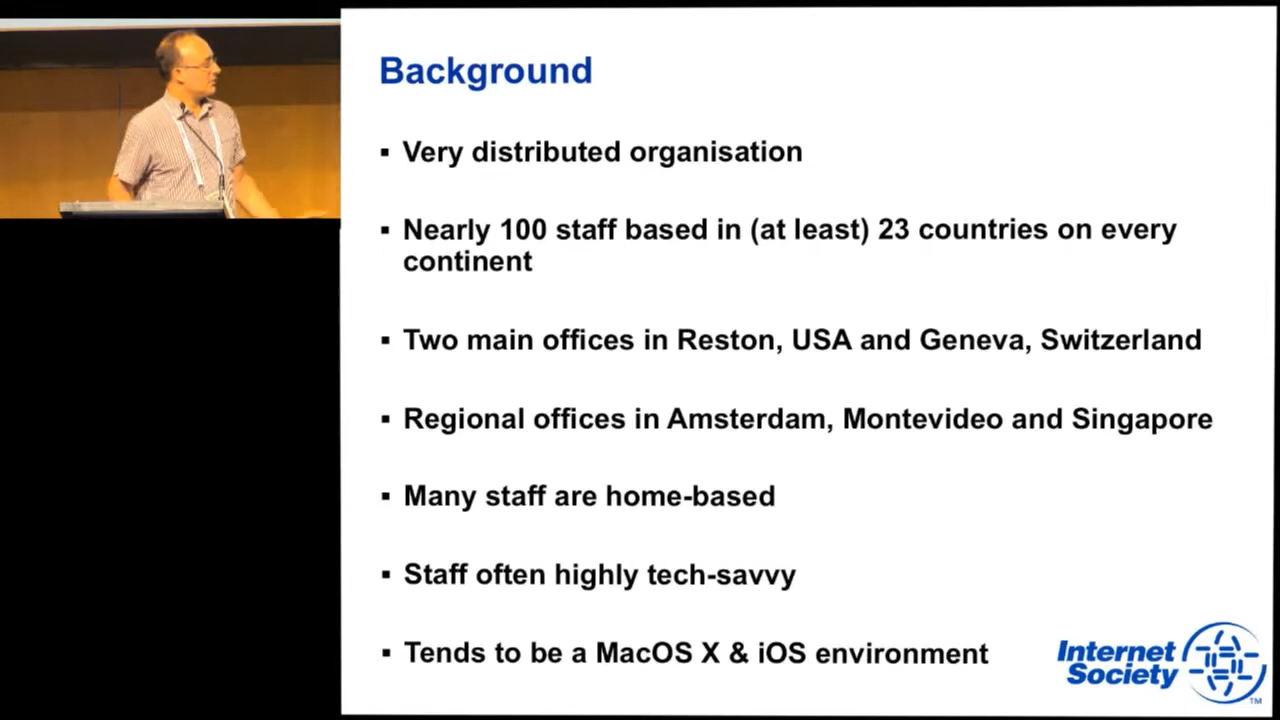 Background
▪ Very distributed organisation
▪ Nearly 100 staff based in (at least) 23 countries on every
continent
▪ Two main offices in Reston, USA and Geneva, Switzerland
▪ Regional offices in Amsterdam, Montevideo and Singapore
▪ Many staff are home-based
▪ Staff often highly tech-savvy
▪ Tends to be a MacOS X & iOS environment
Internet
Society
TM